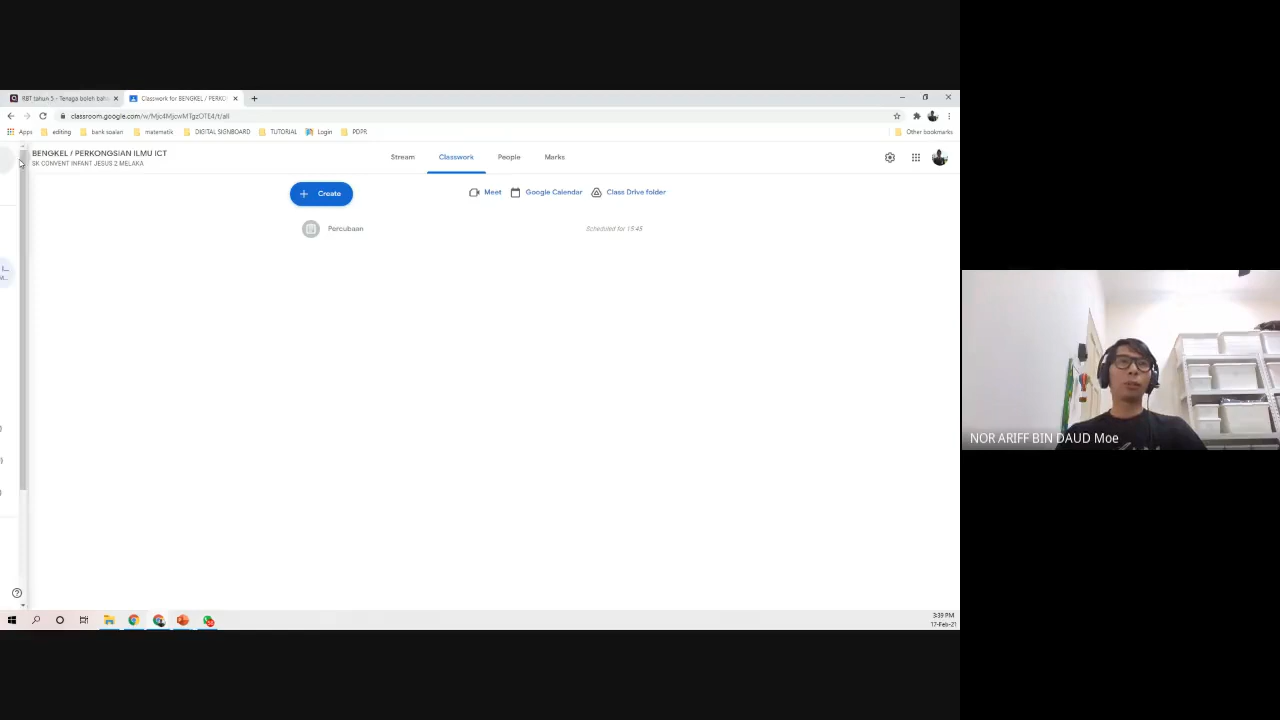 RBT tahun 5 - Tenaga boleh bah
Classwork for BENGKEL / PERKO
classroom.google.com/w/Mjc4MjcwMTgzOTE4/t/all
Apps
editing
bank soalan
matematik
DIGITAL SIGNBOARD
TUTORIAL
Login
PDPR
Other bookmarks
BENGKEL / PERKONGSIAN ILMU ICT
SK CONVENT INFANT JESUS 2 MELAKA
Stream
Classwork
People
Marks
Create
Meet
Google Calendar
Class Drive folder
Percubaan
Scheduled for 15:45
I...
M...
NOR ARIFF BIN DAUD Moe
3:39 PM
17-Feb-21